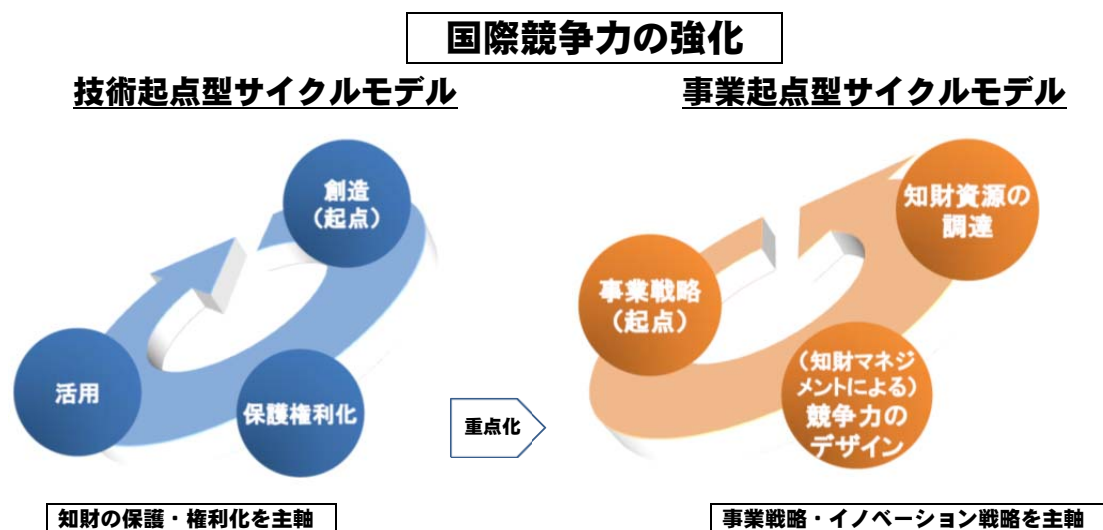 国際競争力の強化
技術起点型サイクルモデル
創造
(起点)
保護権利化
活用
知財の保護・権利化を主軸
重点化
事業起点型サイクルモデル
事業戦略
(起点)
(知財マネジ
メントによる)
競争力の
デザイン
知財資源の
調達
事業戦略・イノベーション戦略を主軸